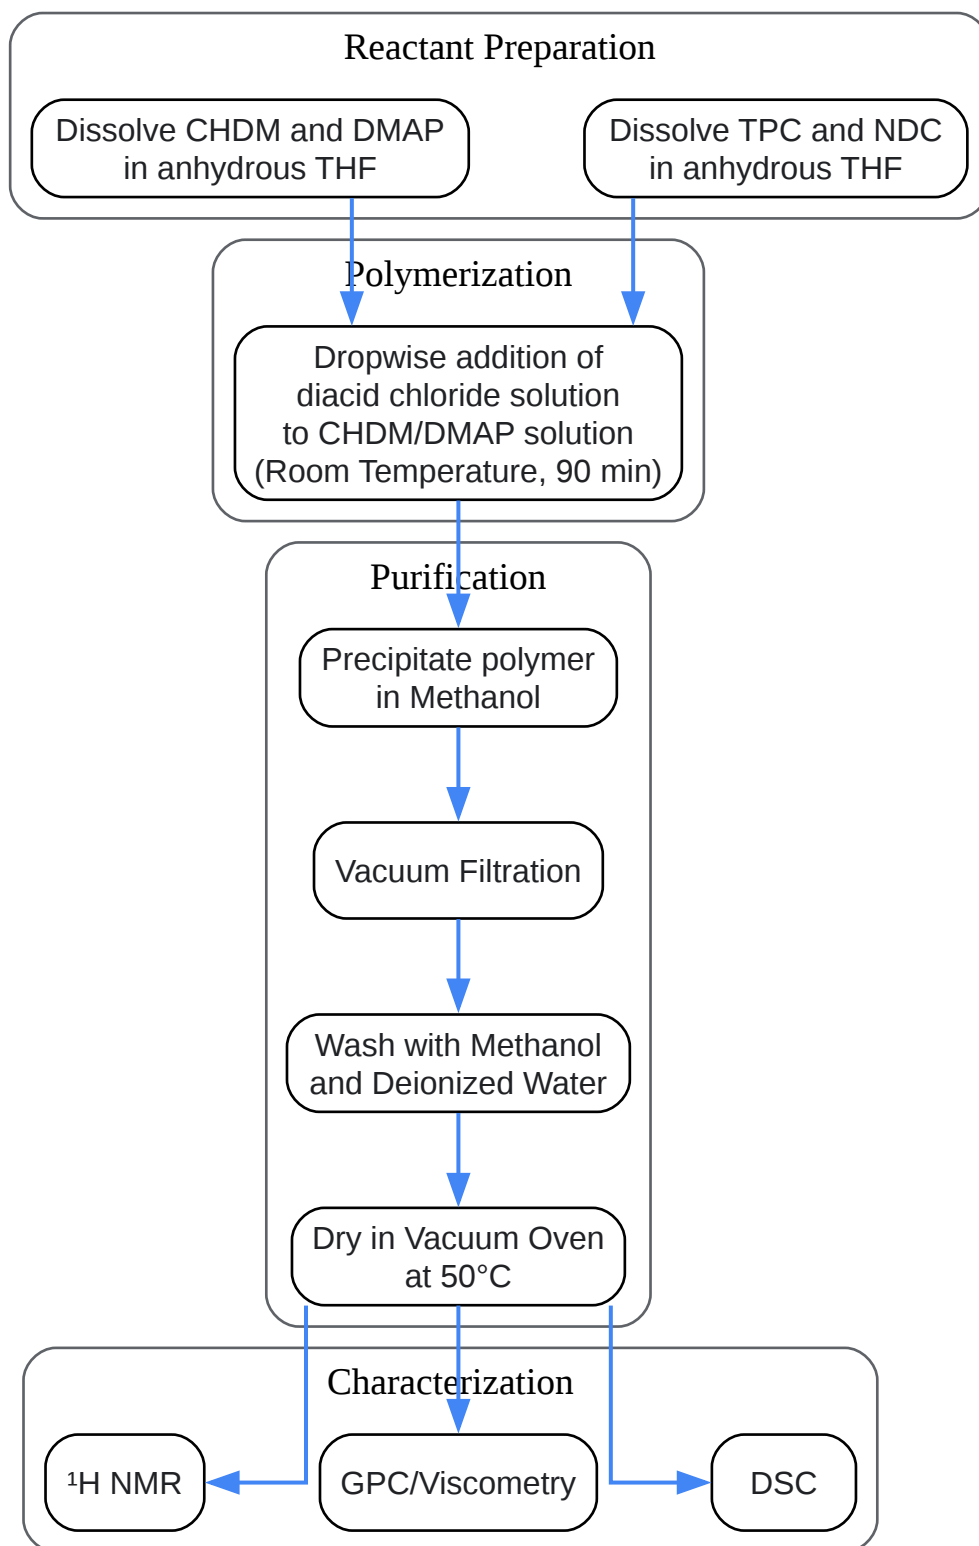 Reactant Preparation
Dissolve CHDM and DMAP
in anhydrous THF
Dissolve TPC and NDC
in anhydrous THF
Polymerization
Dropwise addition of
diacid chloride solution
to CHDM/DMAP solution
(Room Temperature, 90 min)
Purification
Precipitate polymer
in Methanol
Vacuum Filtration
Wash with Methanol
and Deionized Water
Dry in Vacuum Oven
at 50°C
Characterization
¹H NMR
GPC/Viscometry
DSC